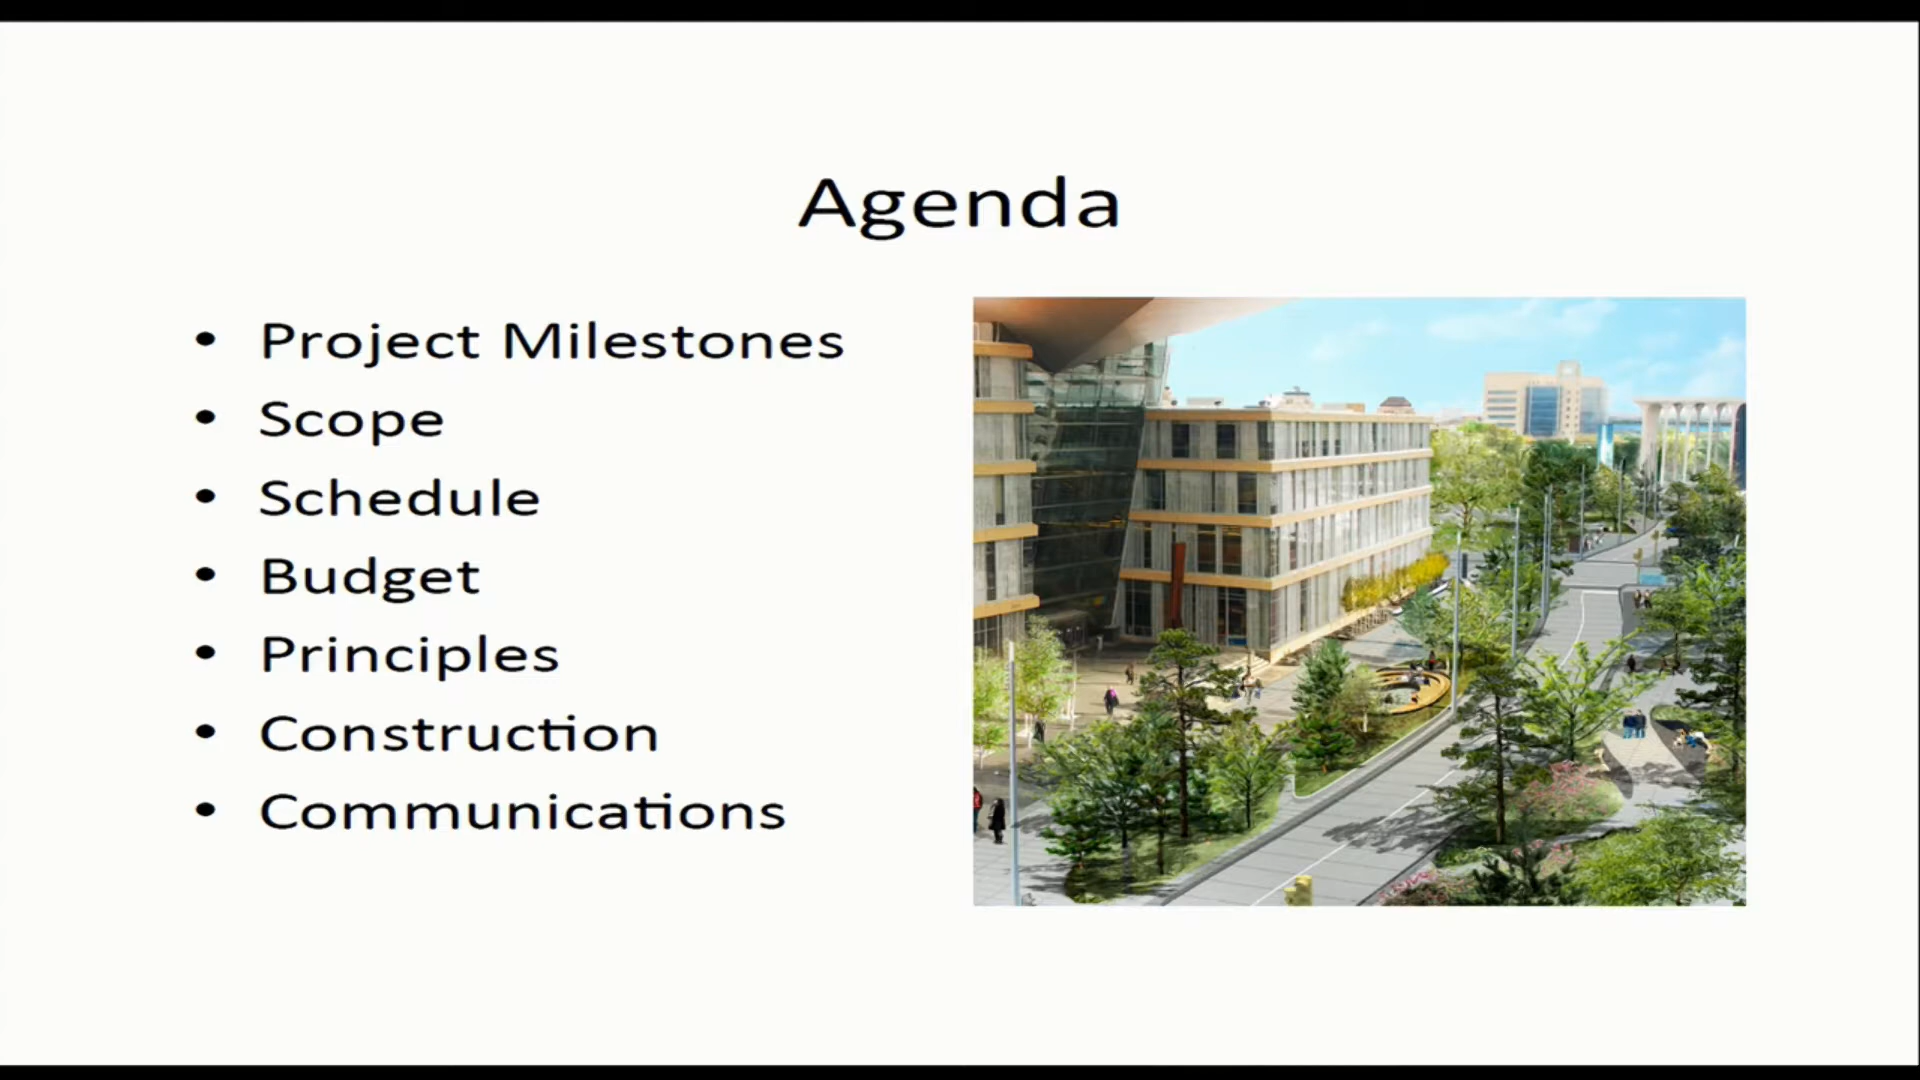 Agenda
• Project Milestones
• Scope
• Schedule
• Budget
• Principles
• Construction
• Communications